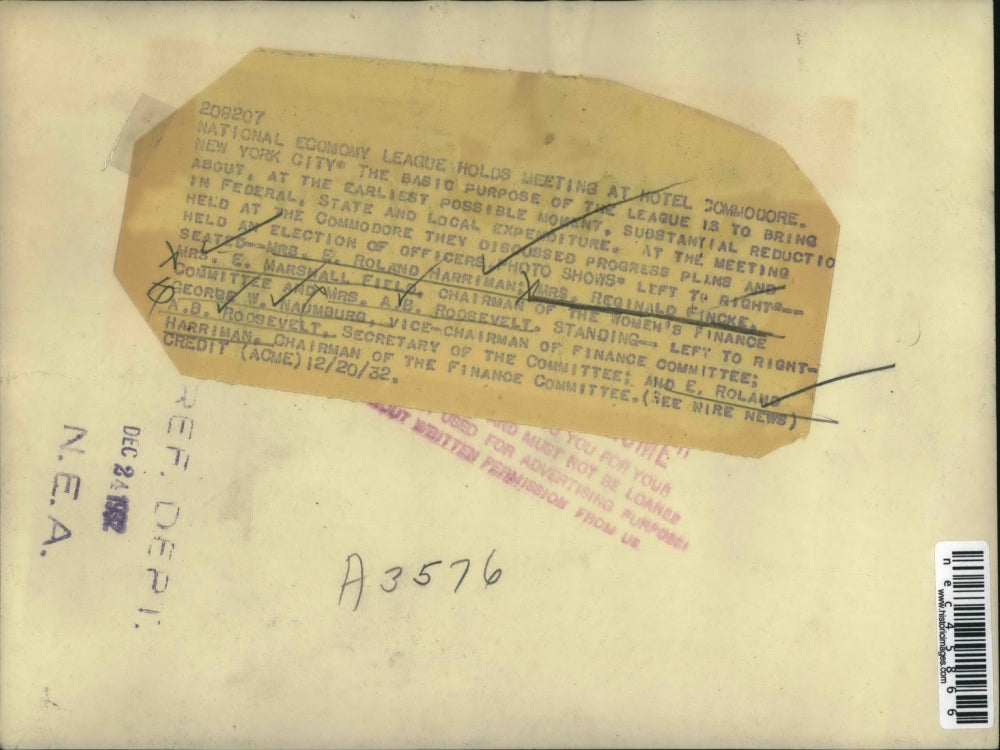 209207
NATIONAL ECONOMY LEAGUE HOLDS MEETING AT HOTEL COMMODORE.
NEW YORK CITY" THE BASIC PURPOSE OF THE LEAGUE IS TO BRING
ABOUT, AT THE EARLIEST POSSIBLE MOMENT, SUBSTANTIAL REDUCTIO
IN FEDERAL, STATE AND LOCAL EXPENDITURE. AT THE MEETING
HELD AT THE COMMODORE THEY DISCUSSED PROGRESS PLANS AND
HELD AN ELECTION OF OFFICERS. PHOTO SHOWS" LEFT TO RIGHT"--
SEATED--MRS. E. ROLAND HARRIMAN; MRS. REGINALD FINCKE,
MRS. E. MARSHALL FIELD, CHAIRMAN OF THE WOMEN'S FINANCE
COMMITTEE AND MRS. A.B. ROOSEVELT. STANDING-- LEFT TO RIGHT-
GEORGE W. NAUMBURG, VICE-CHAIRMAN OF FINANCE COMMITTEE;
A.B. ROOSEVELT, SECRETARY OF THE COMMITTEE; AND E. ROLAND
HARRIMAN, CHAIRMAN OF THE FINANCE COMMITTEE.(SEE WIRE NEWS)
CREDIT (ACME)12/20/32.
YOU FOR YOUR
AND MUST NOT BE LOANED
USED FOR ADVERTISING PURPOSES
WRITTEN PERMISSION FROM US
REF. DEPT.
DEC 24 1932
N.E.A.
A3576
nec45866
www.historicimages.com